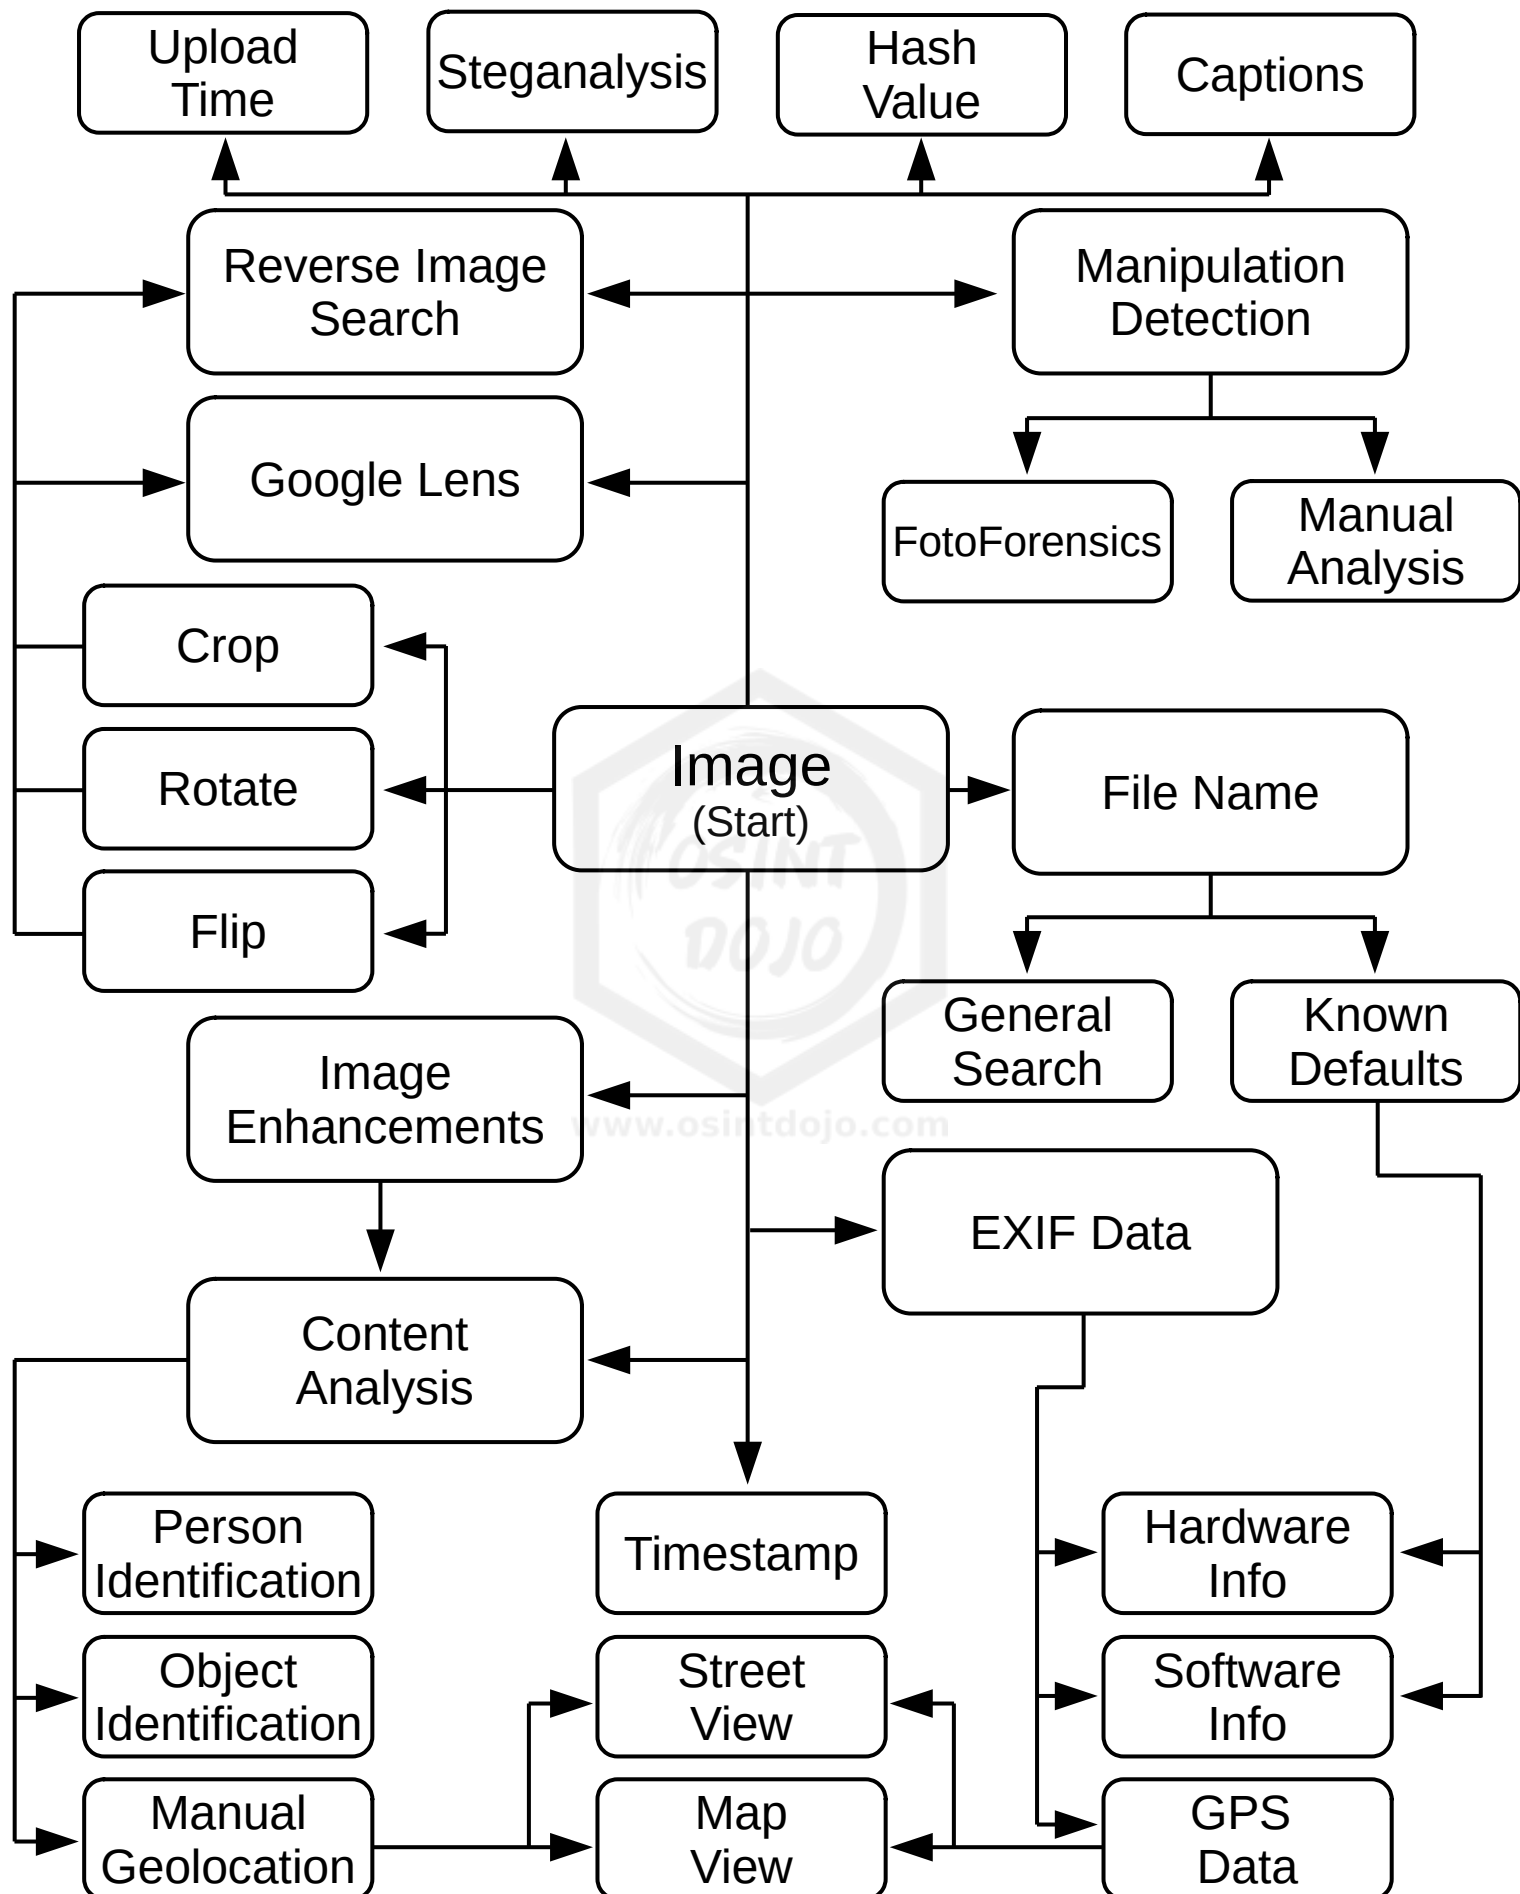 Upload
Time
Steganalysis
Hash
Value
Captions
Reverse Image
Search
Manipulation
Detection
Google Lens
FotoForensics
Manual
Analysis
Crop
Rotate
Flip
Image
(Start)
OSINT
DOJO
www.osintdojo.com
File Name
General
Search
Known
Defaults
Image
Enhancements
EXIF Data
Content
Analysis
Person
Identification
Timestamp
Hardware
Info
Object
Identification
Street
View
Software
Info
Manual
Geolocation
Map
View
GPS
Data